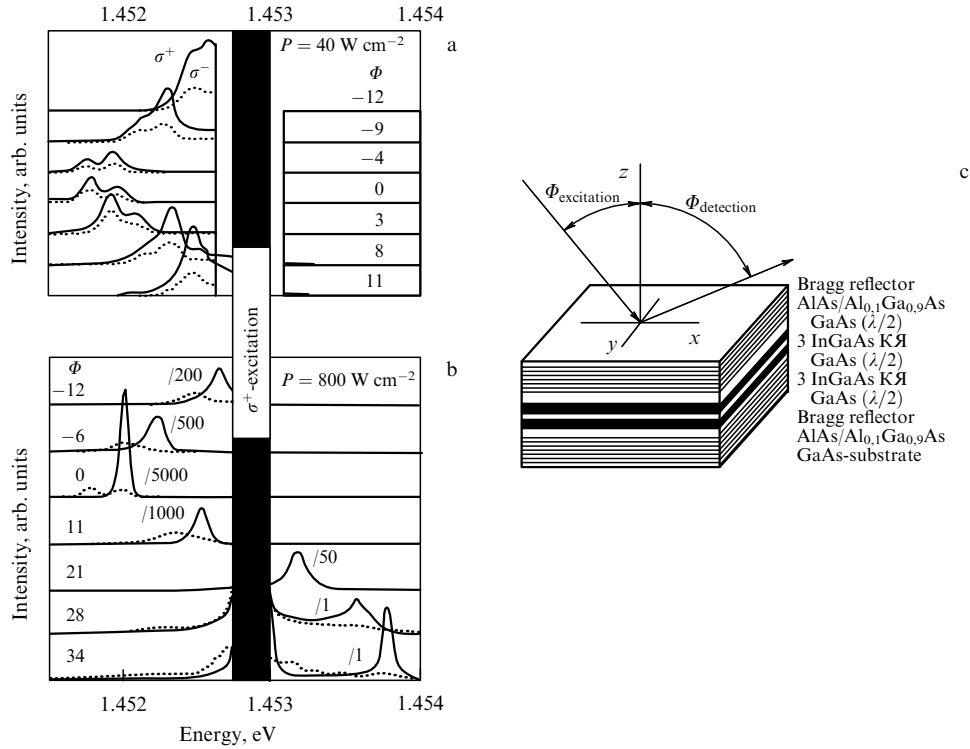 1.452 1.453 1.454
a
P = 40 W cm−2
σ+
σ−
Φ
−12
−9
−4
0
3
8
11
Intensity, arb. units
σ+-excitation
b
P = 800 W cm−2
Φ
−12
/200
−6
/500
0
/5000
11
/1000
21
/50
28
/1
34
/1
Intensity, arb. units
1.452 1.453 1.454
Energy, eV
c
z
Φexcitation
Φdetection
y
x
Bragg reflector
AlAs/Al0,1Ga0,9As
GaAs (λ/2)
3 InGaAs КЯ
GaAs (λ/2)
3 InGaAs КЯ
GaAs (λ/2)
Bragg reflector
AlAs/Al0,1Ga0,9As
GaAs-substrate